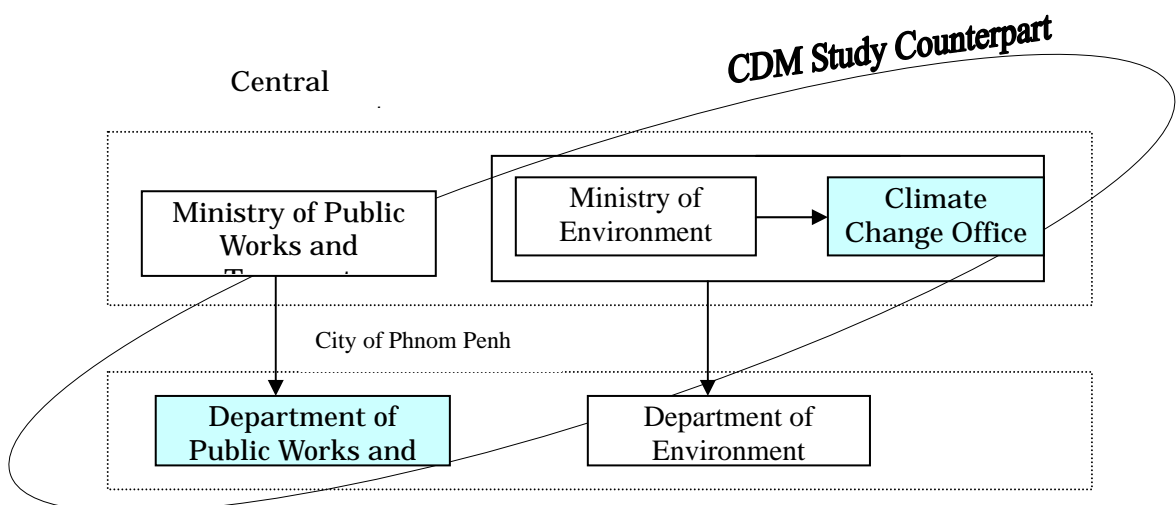 CDM Study Counterpart
Central
Ministry of Public
Works and
Ministry of
Environment
Climate
Change Office
City of Phnom Penh
Department of
Public Works and
Department of
Environment